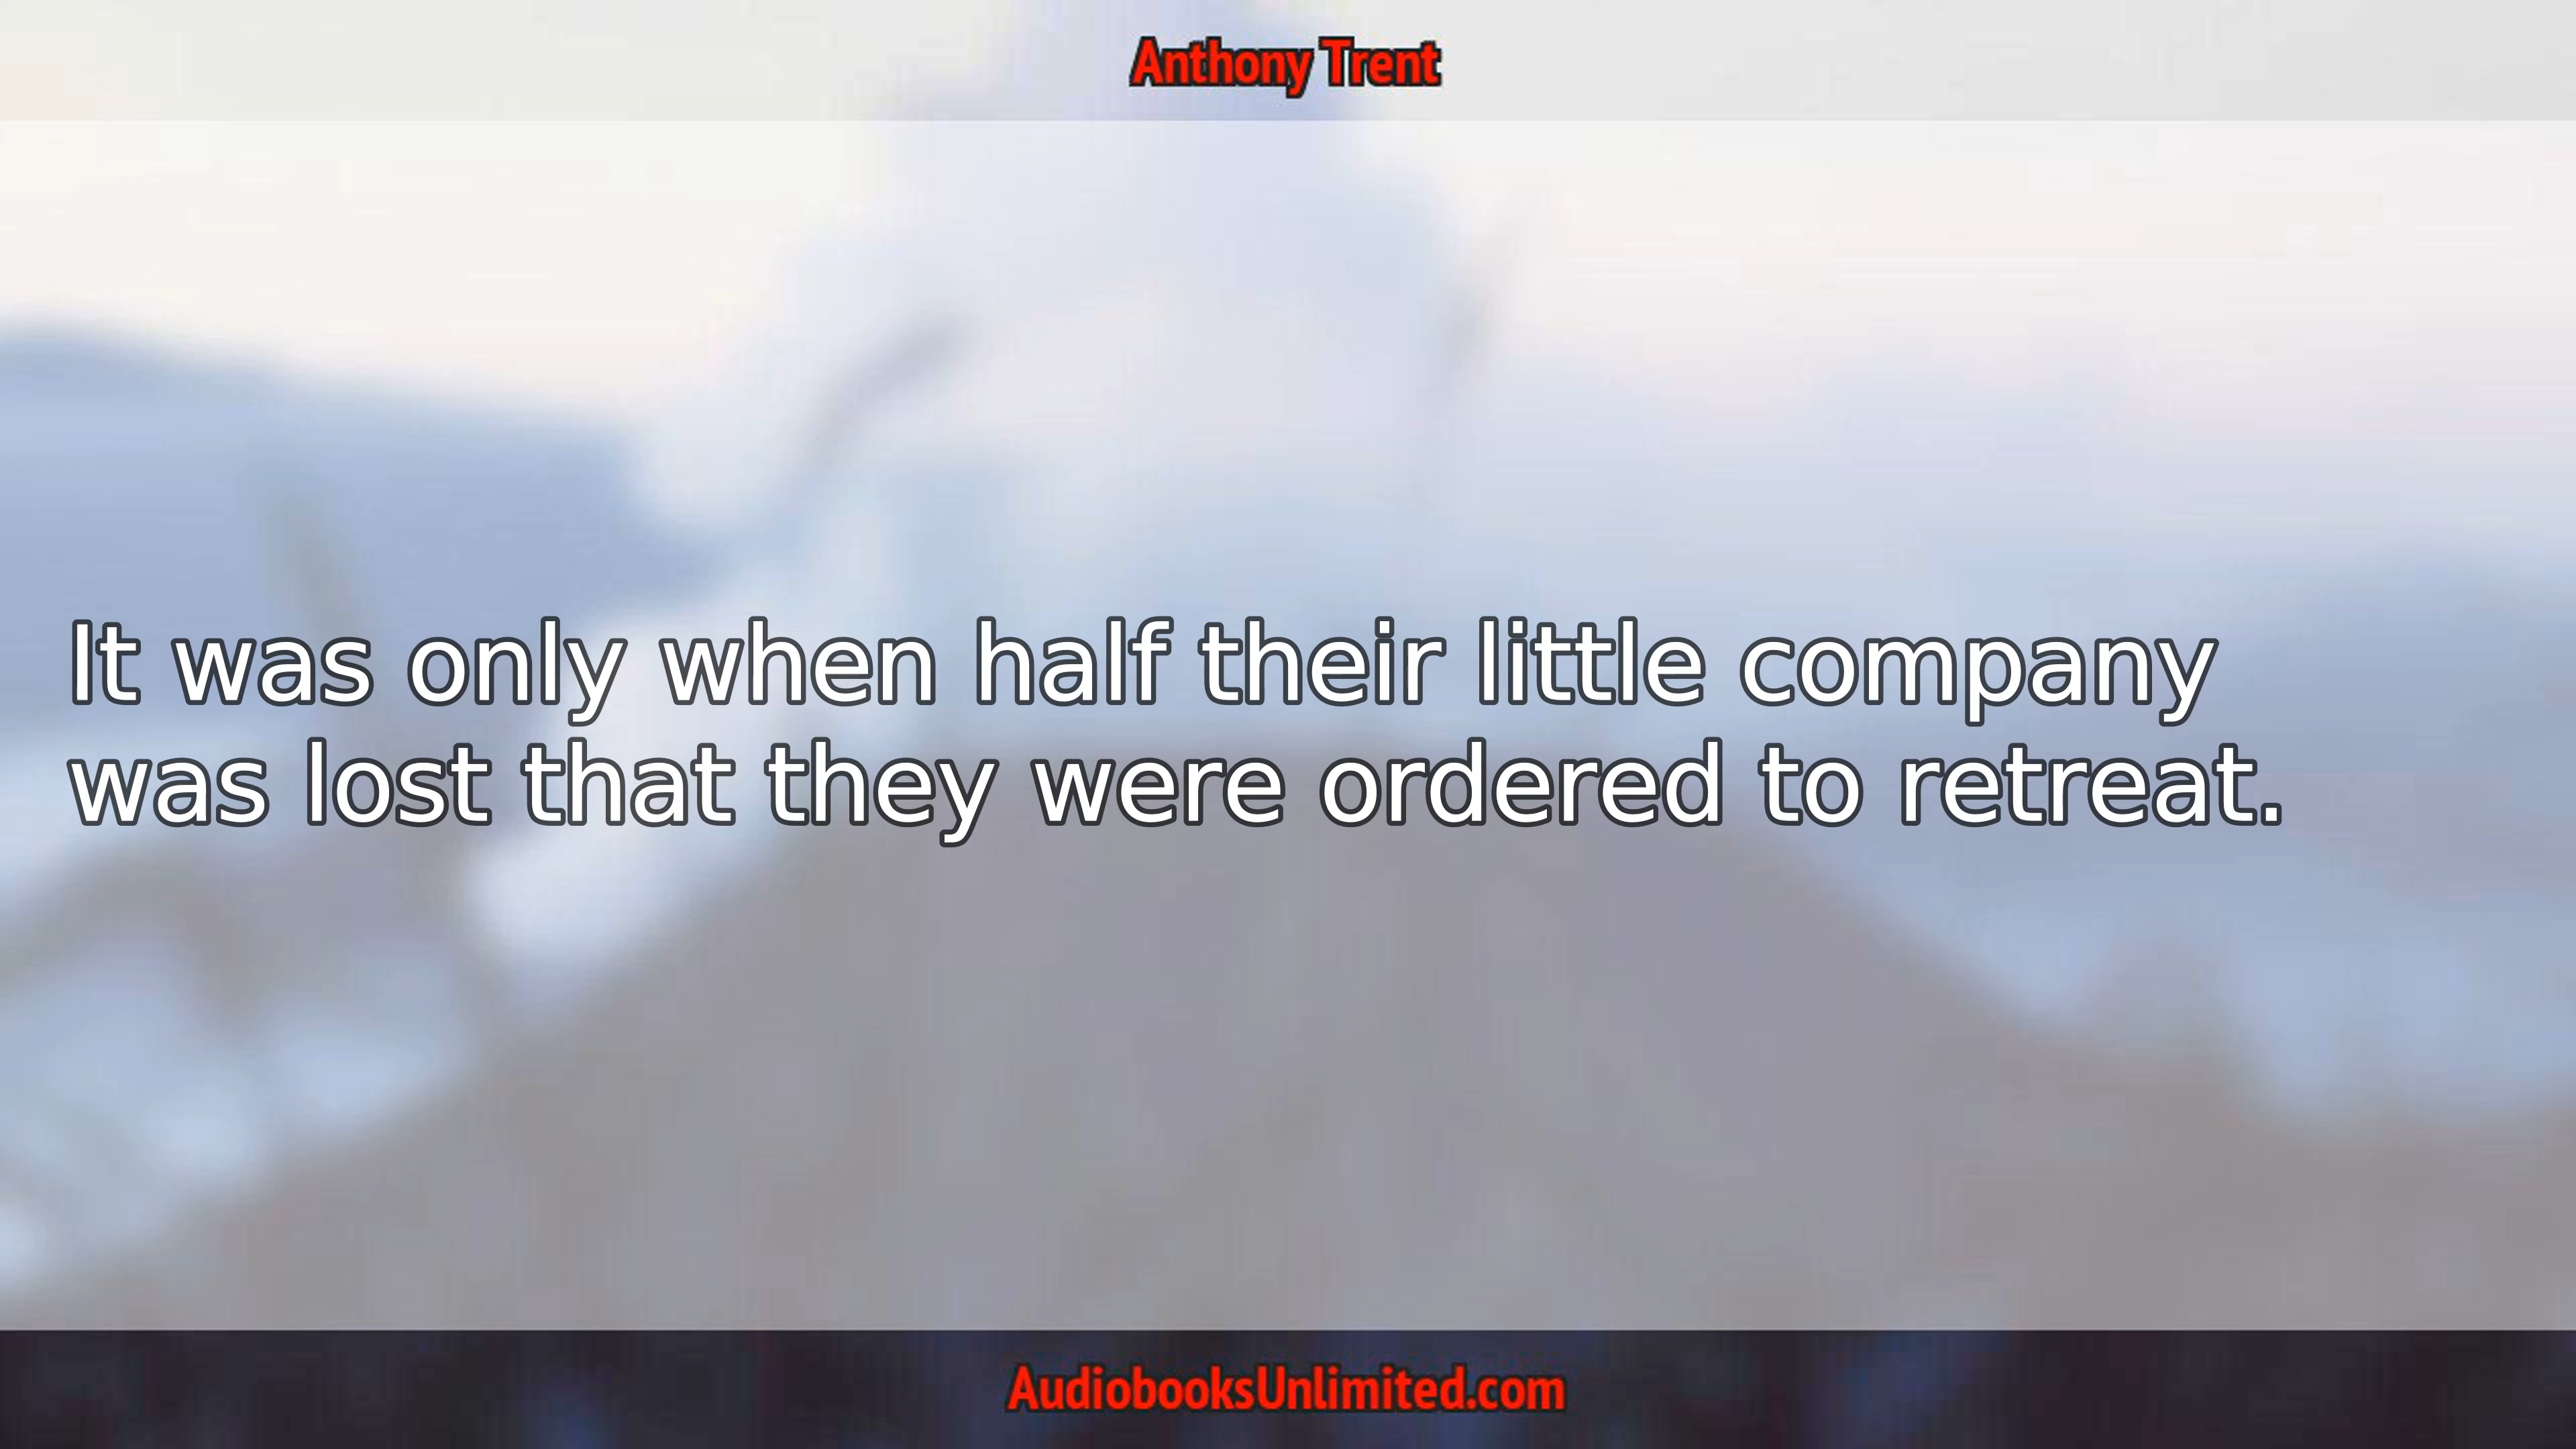 Anthony Trent
It was only when half their little company
was lost that they were ordered to retreat.
AudiobooksUnlimited.com